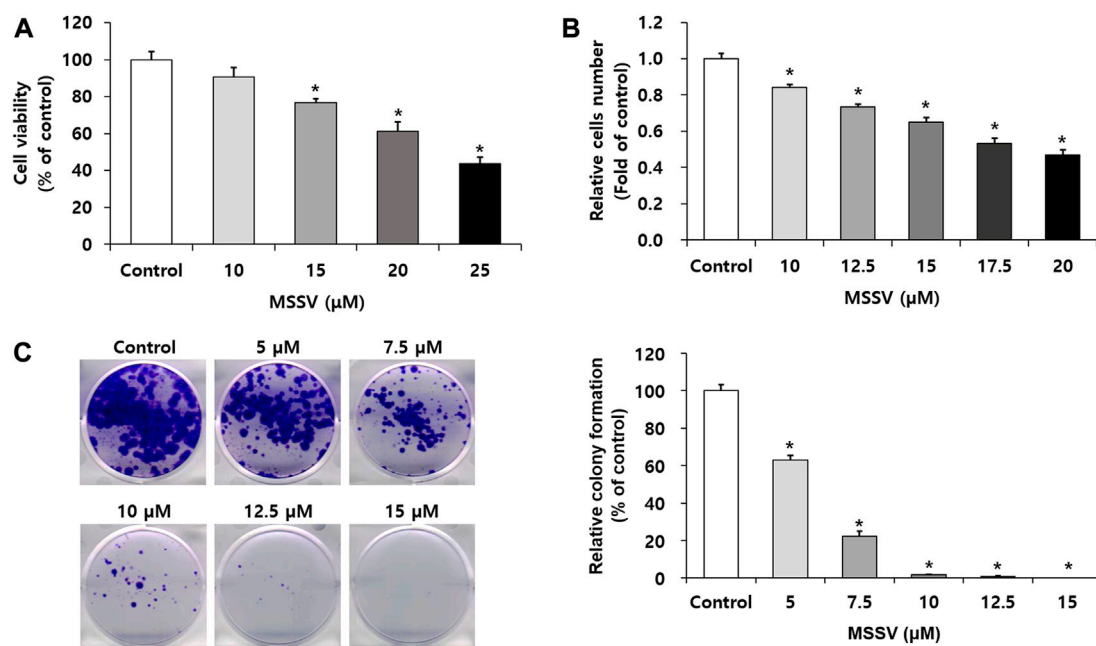 A
Cell viability
(% of control)
120
100
80
60
40
20
0
*
*
*
Control 10 15 20 25
MSSV (µM)
B
Relative cells number
(Fold of control)
1.2
1.0
0.8
0.6
0.4
0.2
0.0
*
*
*
*
*
Control 10 12.5 15 17.5 20
MSSV (µM)
C
Control 5 µM 7.5 µM
10 µM 12.5 µM 15 µM
Relative colony formation
(% of control)
120
100
80
60
40
20
0
*
*
*
*
*
Control 5 7.5 10 12.5 15
MSSV (µM)